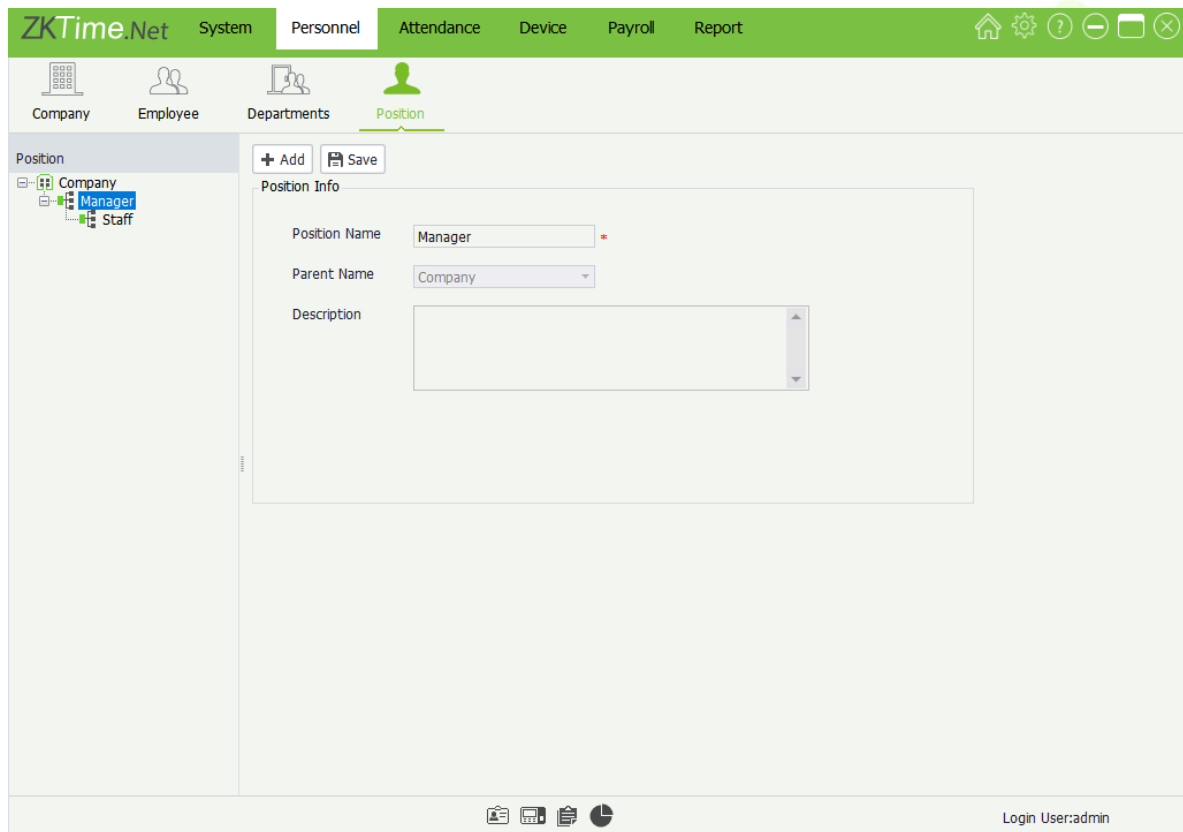 ZKTime.Net System Personnel Attendance Device Payroll Report
Company Employee Departments Position
Position
Company
Manager
Staff
Add Save
Position Info
Position Name Manager *
Parent Name Company
Description
Login User:admin